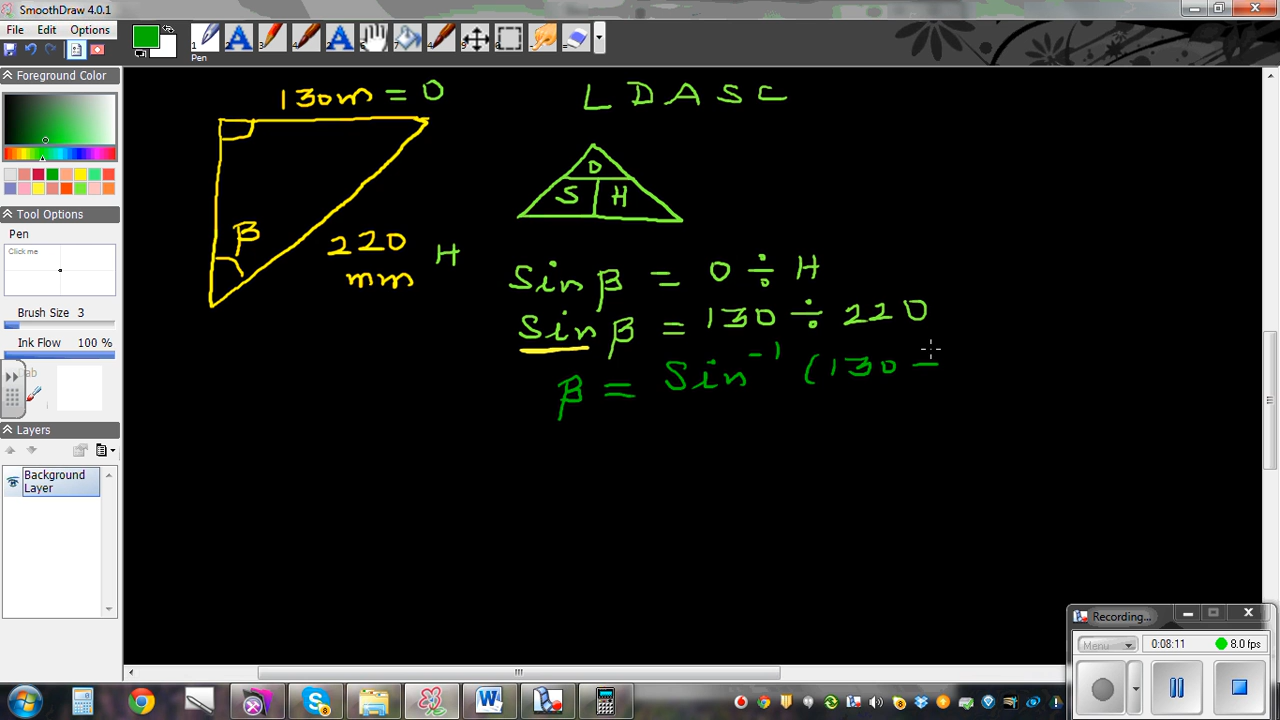 SmoothDraw 4.0.1
File Edit Options
Pen
Foreground Color
Tool Options
Pen
Click me
Brush Size 3
Ink Flow 100 %
Layers
Background Layer
130m = O
β
220 mm
H
L D A S C
O
S H
Sin β = O ÷ H
Sin β = 130 ÷ 220
β = Sin⁻¹ (130 −
Recording...
Menu
0:08:11 8.0 fps